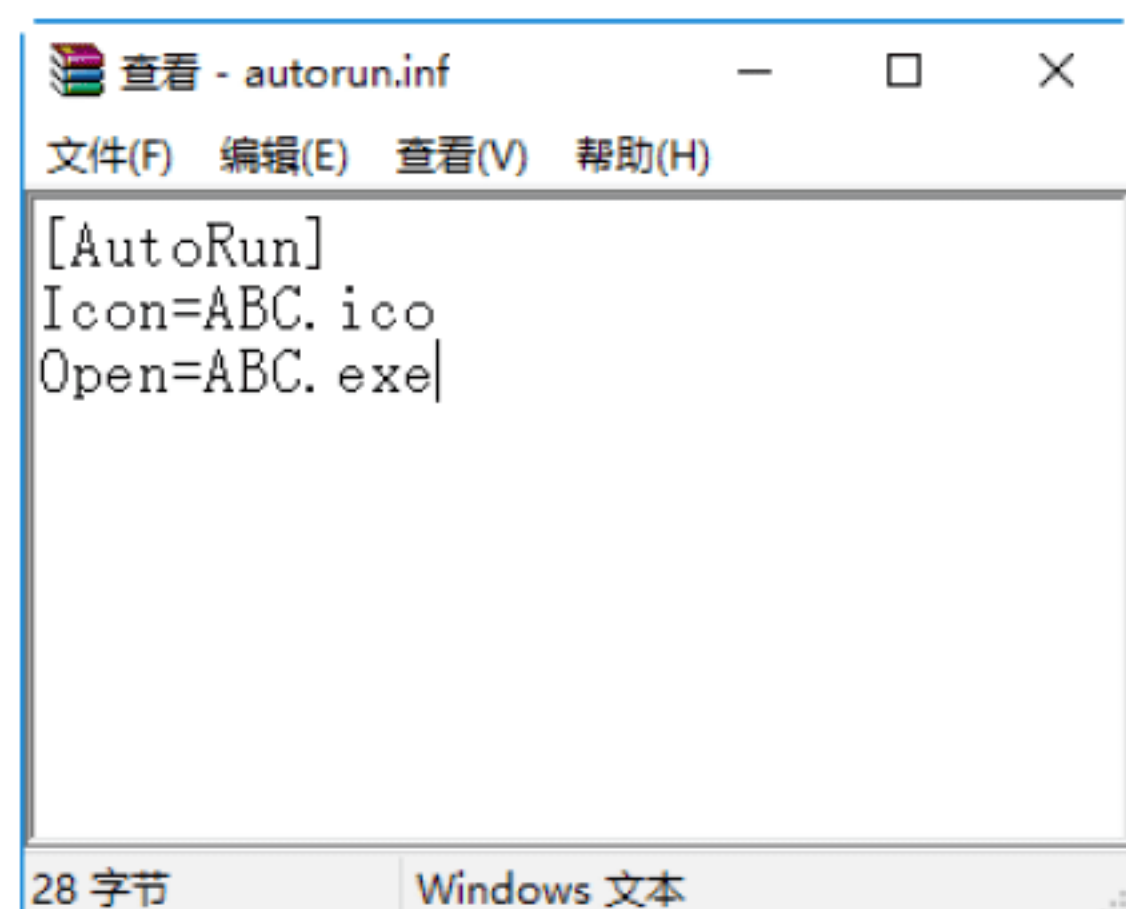 查看 - autorun.inf
文件(F) 编辑(E) 查看(V) 帮助(H)
[AutoRun]
Icon=ABC.ico
Open=ABC.exe
28 字节 Windows 文本